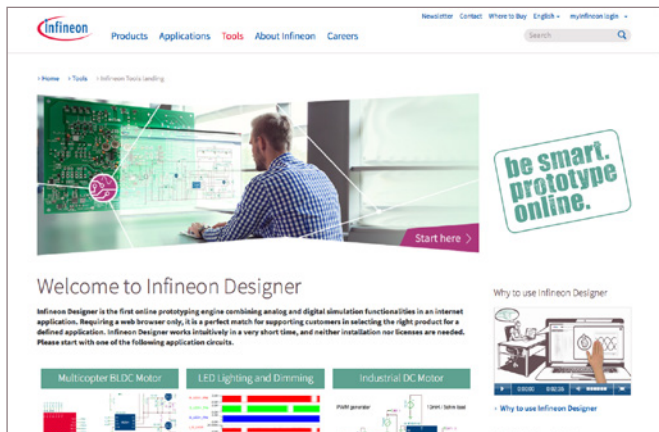 Newsletter Contact Where to Buy English myInfineon login
infineon
Products Applications Tools About Infineon Careers
Search
Home Tools Infineon Tools landing
be smart.
prototype
online.
Start here
Welcome to Infineon Designer
Infineon Designer is the first online prototyping engine combining analog and digital simulation functionalities in an internet
application. Requiring a web browser only, it is a perfect match for supporting customers in selecting the right product for a
defined application. Infineon Designer works intuitively in a very short time, and neither installation nor licenses are needed.
Please start with one of the following application circuits.
Why to use Infineon Designer
Multicopter BLDC Motor LED Lighting and Dimming Industrial DC Motor
PWM generator
Why to use Infineon Designer